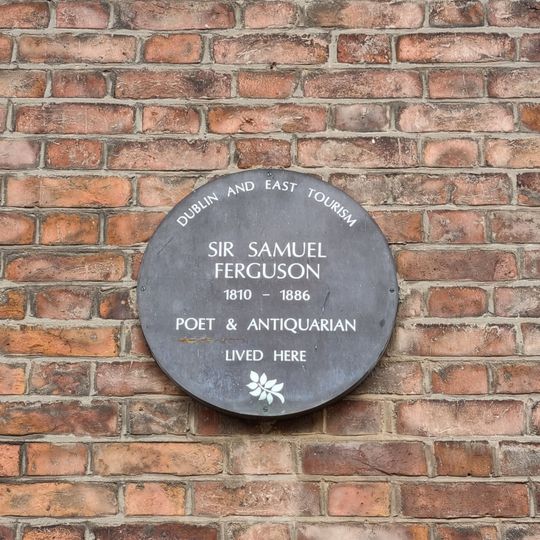 DUBLIN AND EAST TOURISM
SIR SAMUEL
FERGUSON
1810 - 1886
POET & ANTIQUARIAN
LIVED HERE